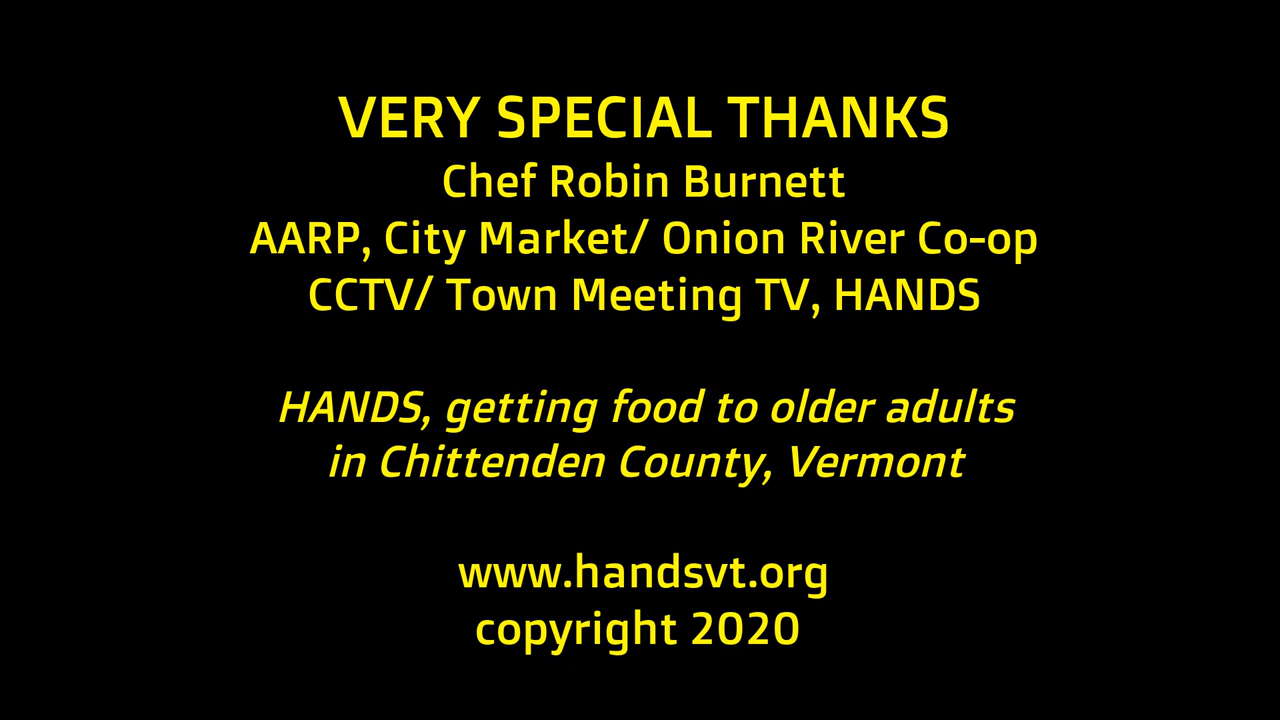 VERY SPECIAL THANKS
Chef Robin Burnett
AARP, City Market/ Onion River Co-op
CCTV/ Town Meeting TV, HANDS
HANDS, getting food to older adults
in Chittenden County, Vermont
www.handsvt.org
copyright 2020